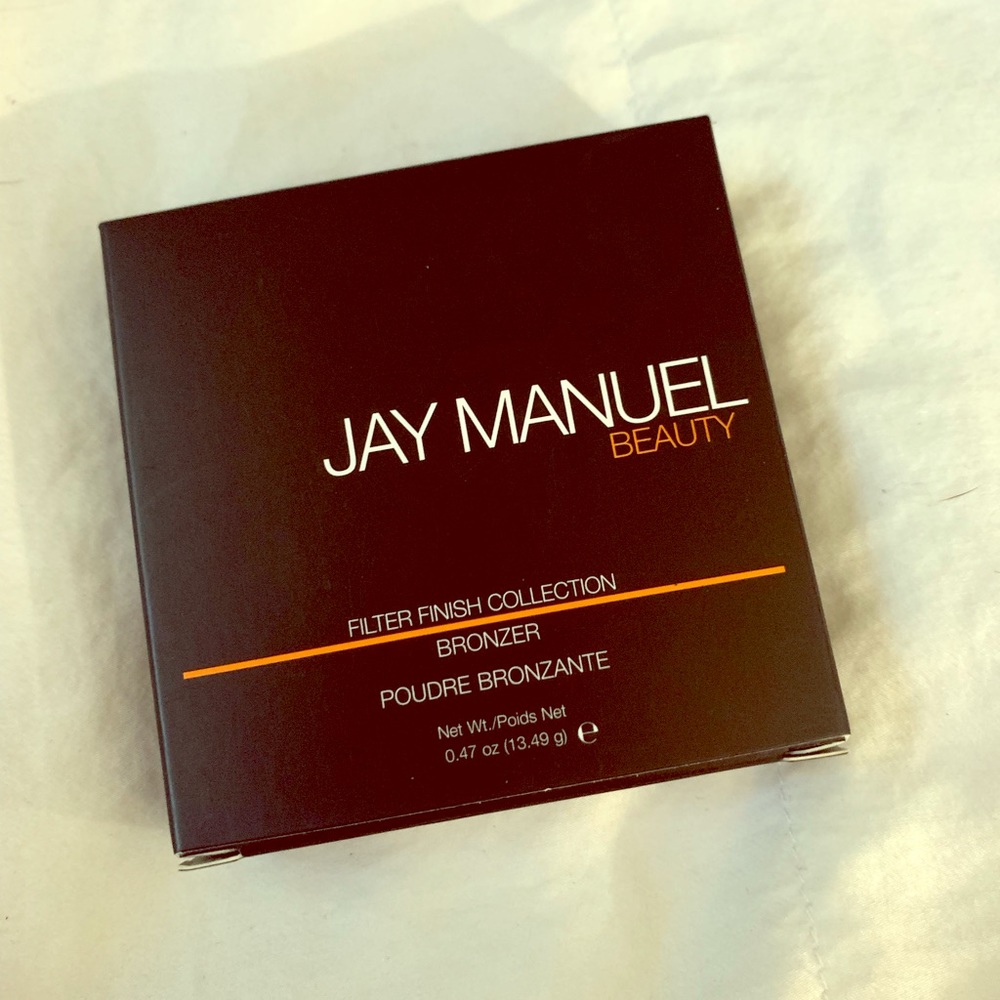 JAY MANUEL
BEAUTY
FILTER FINISH COLLECTION
BRONZER
POUDRE BRONZANTE
Net Wt./Poids Net
0.47 oz (13.49 g) ℮